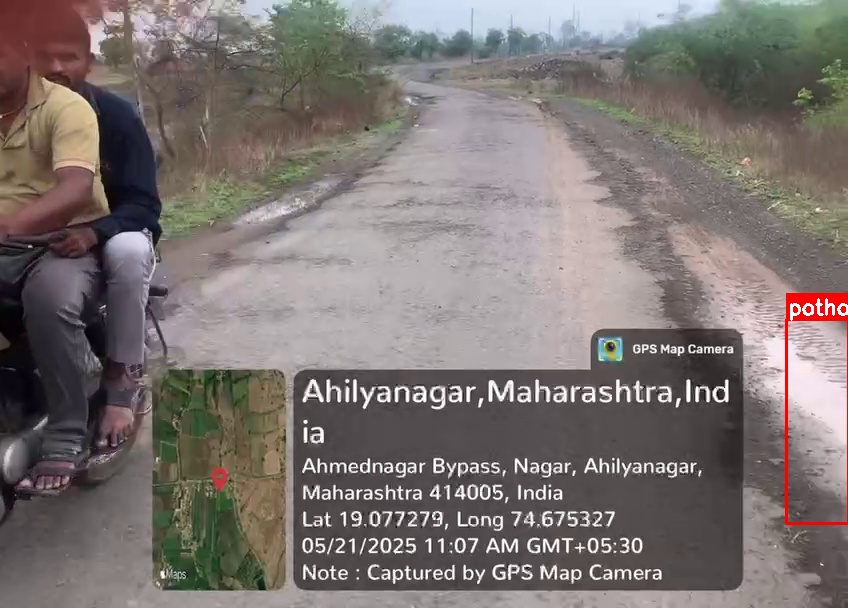 potho
GPS Map Camera
Ahilyanagar,Maharashtra,Ind
ia
Ahmednagar Bypass, Nagar, Ahilyanagar,
Maharashtra 414005, India
Lat 19.077279, Long 74.675327
05/21/2025 11:07 AM GMT+05:30
Note : Captured by GPS Map Camera
Maps